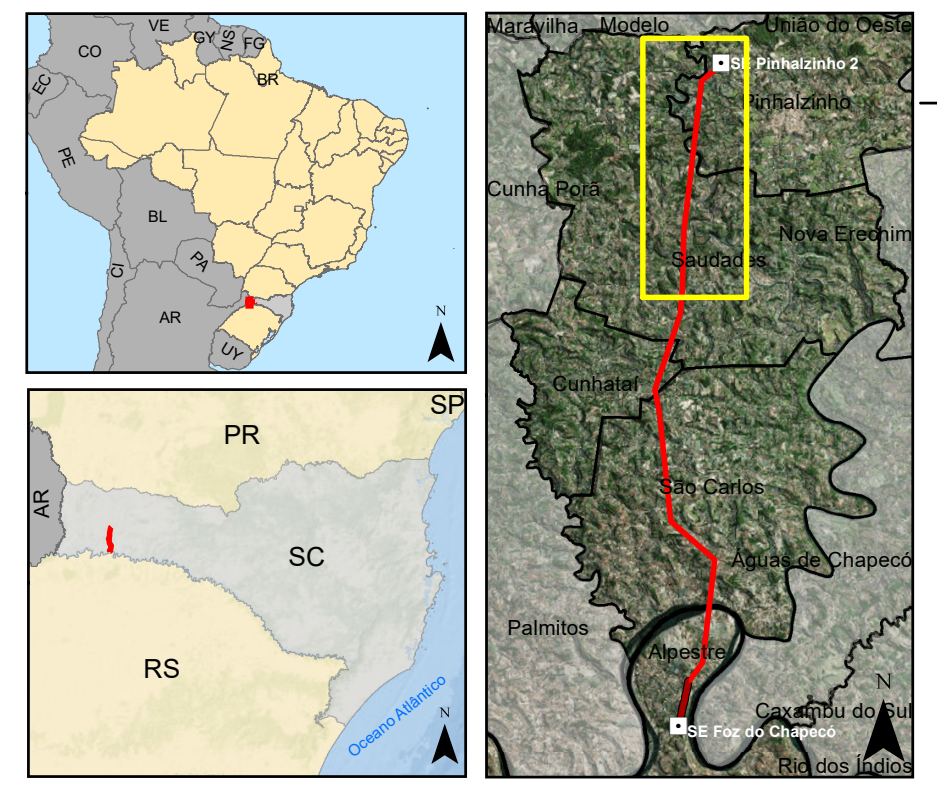 VE
GY
NS
FG
CO
BR
EC
PE
BL
PA
CI
AR
UY
N
SP
PR
AR
SC
RS
Oceano Atlântico
N
Maravilha
Modelo
União do Oeste
SE Pinhalzinho 2
Pinhalzinho
Cunha Porã
Nova Erechim
Saudades
Cunhataí
São Carlos
Águas de Chapecó
Palmitos
Alpestre
N
Caxambu do Sul
SE Foz do Chapecó
Rio dos Índios